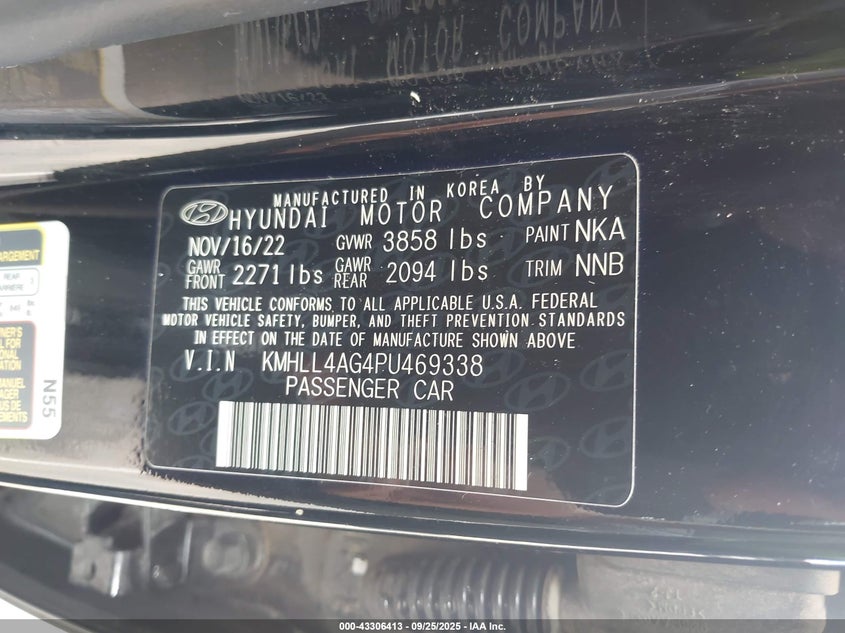 MANUFACTURED IN KOREA BY
HYUNDAI MOTOR COMPANY
NOV/16/22 GVWR 3858 lbs PAINT NKA
GAWR FRONT 2271 lbs GAWR REAR 2094 lbs TRIM NNB
THIS VEHICLE CONFORMS TO ALL APPLICABLE U.S.A. FEDERAL
MOTOR VEHICLE SAFETY, BUMPER, AND THEFT PREVENTION STANDARDS
IN EFFECT ON THE DATE OF MANUFACTURE SHOWN ABOVE.
V.I.N KMHLL4AG4PU469338
PASSENGER CAR
REAR
N55
000-43306413 - 09/25/2025 - IAA Inc.